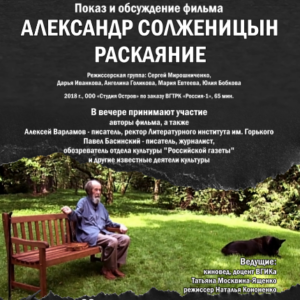 Показ и обсуждение фильма
АЛЕКСАНДР СОЛЖЕНИЦЫН
РАСКАЯНИЕ
Режиссерская группа: Сергей Мирошниченко,
Дарья Иванкова, Ангелина Голикова, Мария Евтеева, Юлия Бобкова
2018 г., ООО «Студия Остров» по заказу ВГТРК «Россия-1», 65 мин.
В вечере принимают участие
авторы фильма, а также
Алексей Варламов - писатель, ректор Литературного института им. Горького
Павел Басинский - писатель, журналист,
обозреватель отдела культуры "Российской газеты"
и другие известные деятели культуры
Ведущие:
киновед, доцент ВГИКа
Татьяна Москвина-Ященко
режиссер Наталья Кононенко